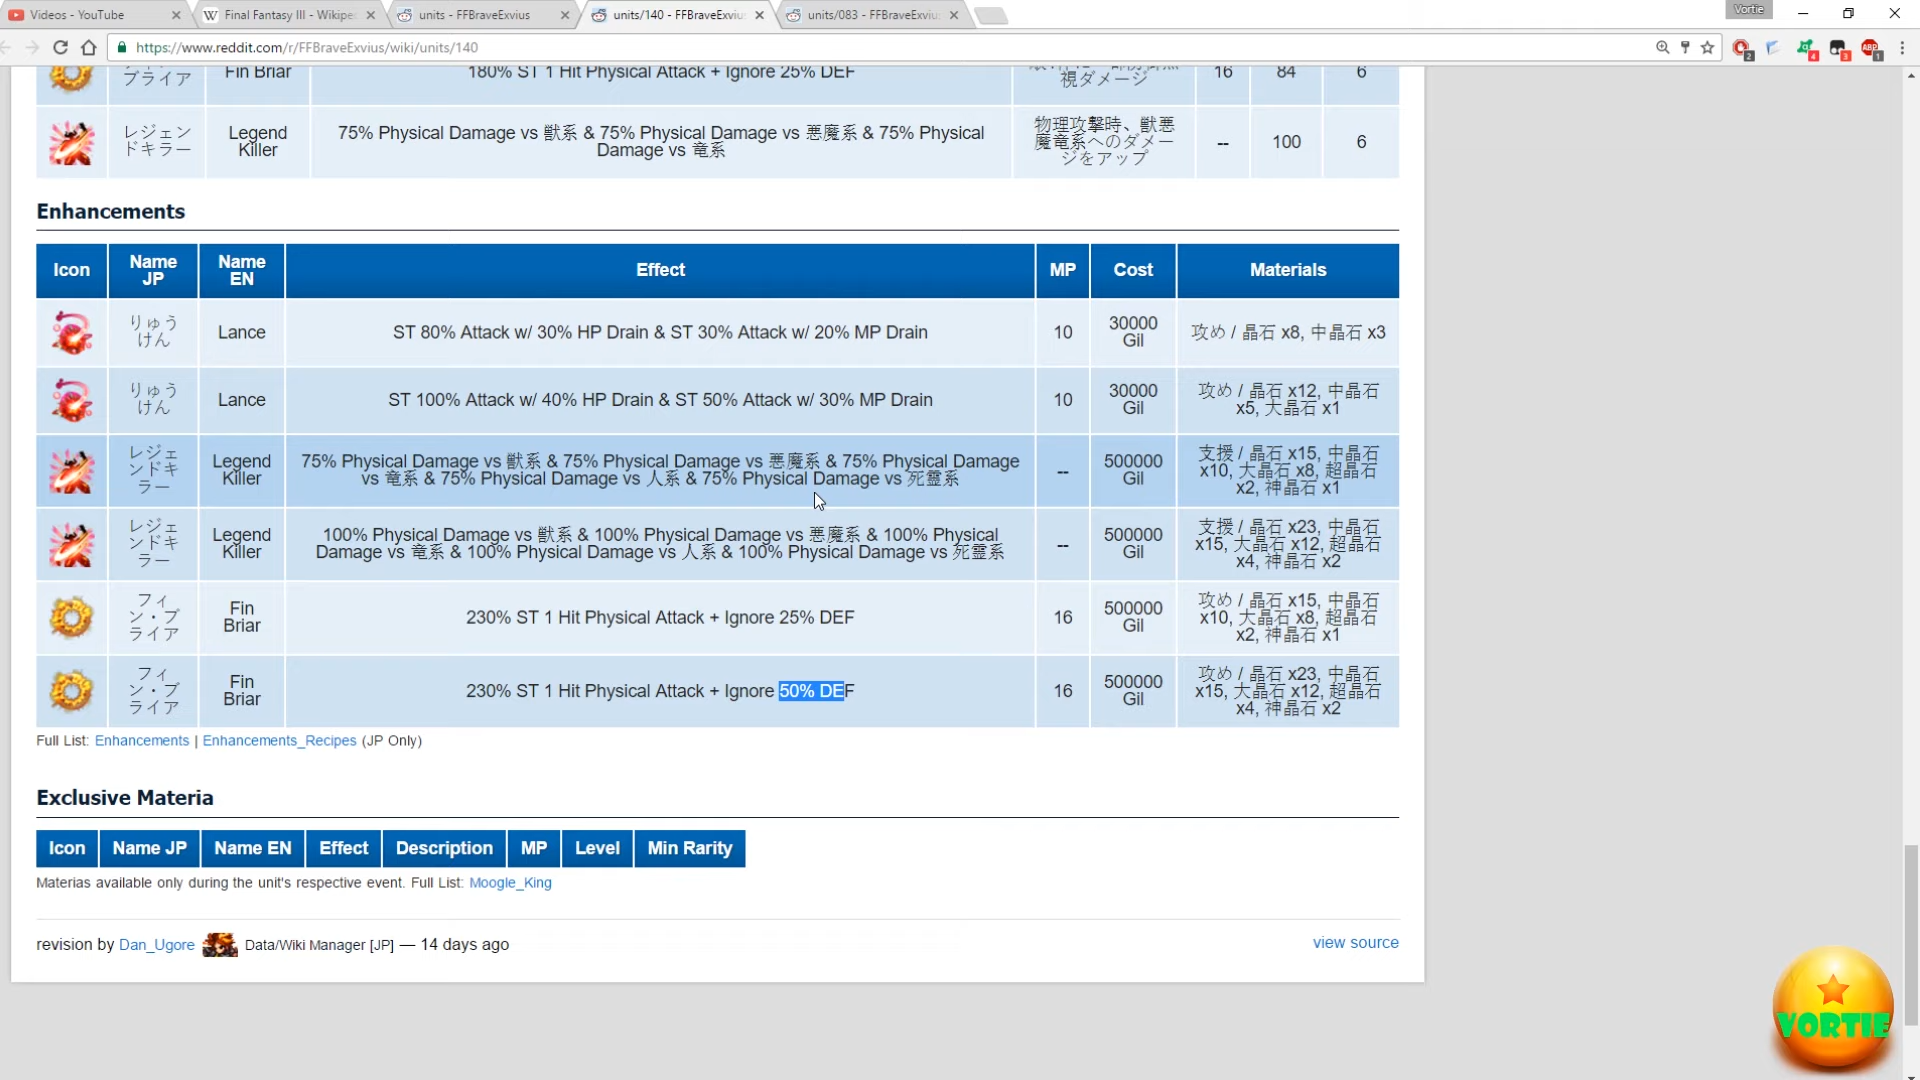 Videos - YouTube
Final Fantasy III - Wikipe
units - FFBraveExvius
units/140 - FFBraveExvius
units/083 - FFBraveExviu
Vortie
https://www.reddit.com/r/FFBraveExvius/wiki/units/140
2
4
3
1
ブライア
Fin Briar
180% ST 1 Hit Physical Attack + Ignore 25% DEF
視ダメージ
16
84
6
レジェン
ドキラー
Legend
Killer
75% Physical Damage vs 獣系 & 75% Physical Damage vs 悪魔系 & 75% Physical
Damage vs 竜系
物理攻撃時、獣悪
魔竜系へのダメー
ジをアップ
--
100
6
Enhancements
Icon
Name
JP
Name
EN
Effect
MP
Cost
Materials
りゅう
けん
Lance
ST 80% Attack w/ 30% HP Drain & ST 30% Attack w/ 20% MP Drain
10
30000
Gil
攻め / 晶石 x8, 中晶石 x3
りゅう
けん
Lance
ST 100% Attack w/ 40% HP Drain & ST 50% Attack w/ 30% MP Drain
10
30000
Gil
攻め / 晶石 x12, 中晶石
x5, 大晶石 x1
レジェ
ンドキ
ラー
Legend
Killer
75% Physical Damage vs 獣系 & 75% Physical Damage vs 悪魔系 & 75% Physical Damage
vs 竜系 & 75% Physical Damage vs 人系 & 75% Physical Damage vs 死霊系
--
500000
Gil
支援 / 晶石 x15, 中晶石
x10, 大晶石 x8, 超晶石
x2, 神晶石 x1
レジェ
ンドキ
ラー
Legend
Killer
100% Physical Damage vs 獣系 & 100% Physical Damage vs 悪魔系 & 100% Physical
Damage vs 竜系 & 100% Physical Damage vs 人系 & 100% Physical Damage vs 死霊系
--
500000
Gil
支援 / 晶石 x23, 中晶石
x15, 大晶石 x12, 超晶石
x4, 神晶石 x2
フィ
ン・ブ
ライア
Fin
Briar
230% ST 1 Hit Physical Attack + Ignore 25% DEF
16
500000
Gil
攻め / 晶石 x15, 中晶石
x10, 大晶石 x8, 超晶石
x2, 神晶石 x1
フィ
ン・ブ
ライア
Fin
Briar
230% ST 1 Hit Physical Attack + Ignore 50% DEF
16
500000
Gil
攻め / 晶石 x23, 中晶石
x15, 大晶石 x12, 超晶石
x4, 神晶石 x2
Full List: Enhancements | Enhancements_Recipes (JP Only)
Exclusive Materia
Icon
Name JP
Name EN
Effect
Description
MP
Level
Min Rarity
Materias available only during the unit's respective event. Full List: Moogle_King
revision by Dan_Ugore Data/Wiki Manager [JP] — 14 days ago
view source
VORTIE